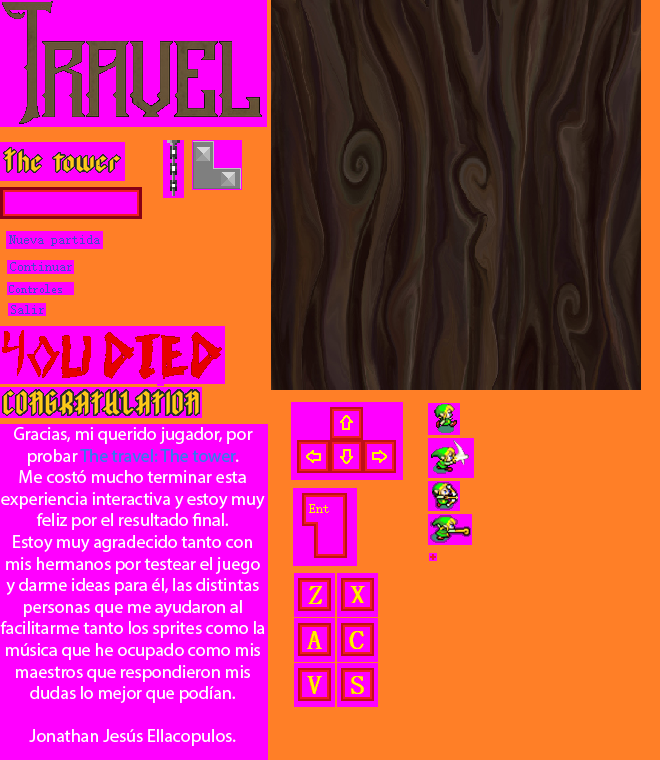 TRAVEL
The tower
Nueva partida
Continuar
Controles
Salir
YOU DIED
CONGRATULATION
Gracias, mi querido jugador, por
probar The travel: The tower.
Me costó mucho terminar esta
experiencia interactiva y estoy muy
feliz por el resultado final.
Estoy muy agradecido tanto con
mis hermanos por testear el juego
y darme ideas para él, las distintas
personas que me ayudaron al
facilitarme tanto los sprites como la
música que he ocupado como mis
maestros que respondieron mis
dudas lo mejor que podían.
Jonathan Jesús Ellacopulos.
Ent
Z X
A C
V S